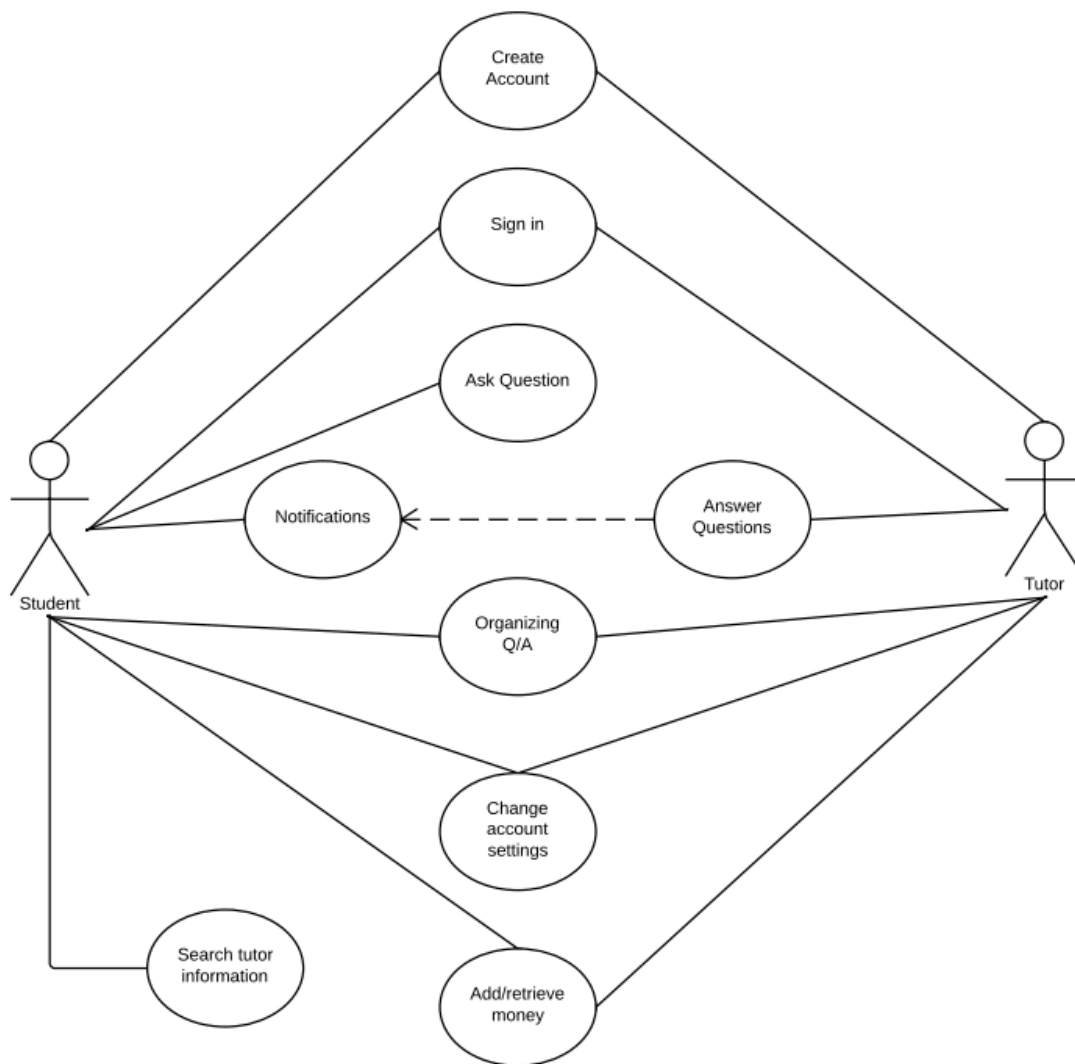 Create
Account
Sign in
Ask Question
Notifications
Answer
Questions
Tutor
Student
Organizing
Q/A
Change
account
settings
Search tutor
information
Add/retrieve
money